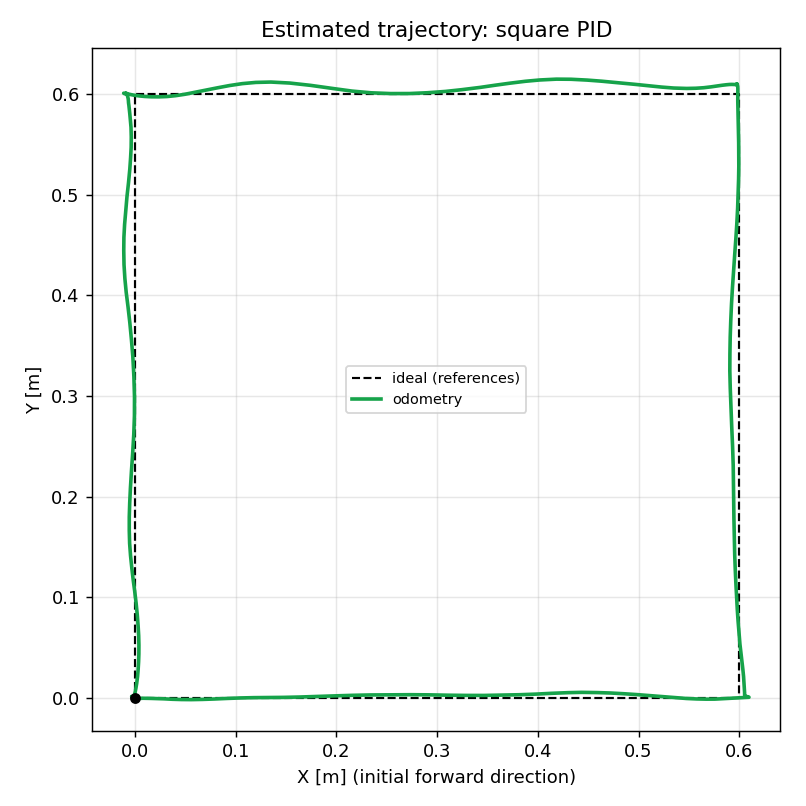 Estimated trajectory: square PID
0.6
0.5
0.4
0.3
0.2
0.1
0.0
Y [m]
ideal (references)
odometry
0.0 0.1 0.2 0.3 0.4 0.5 0.6
X [m] (initial forward direction)